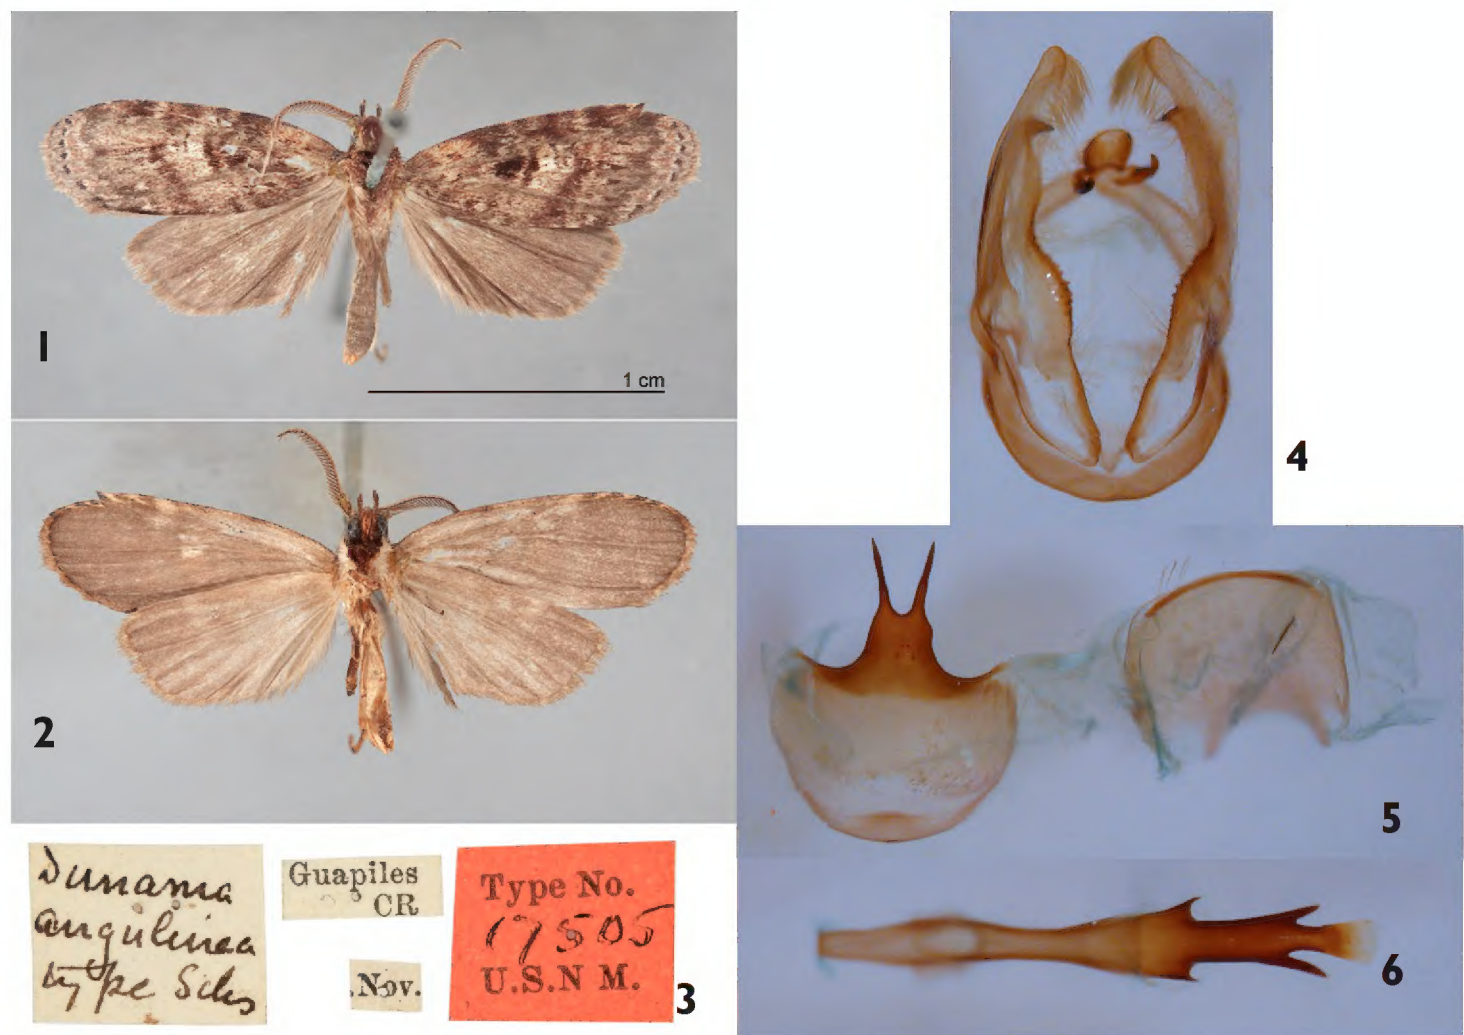 1
1 cm
2
Dunama
angulinea
type Schs
Guapiles
CR
.Nov.
Type No.
17505
U.S.N M.
3
4
5
6